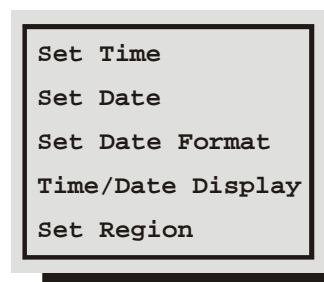 Set Time
Set Date
Set Date Format
Time/Date Display
Set Region